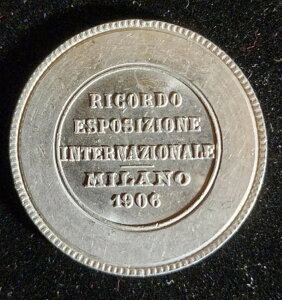 RICORDO
ESPOSIZIONE
INTERNAZIONALE
MILANO
1906